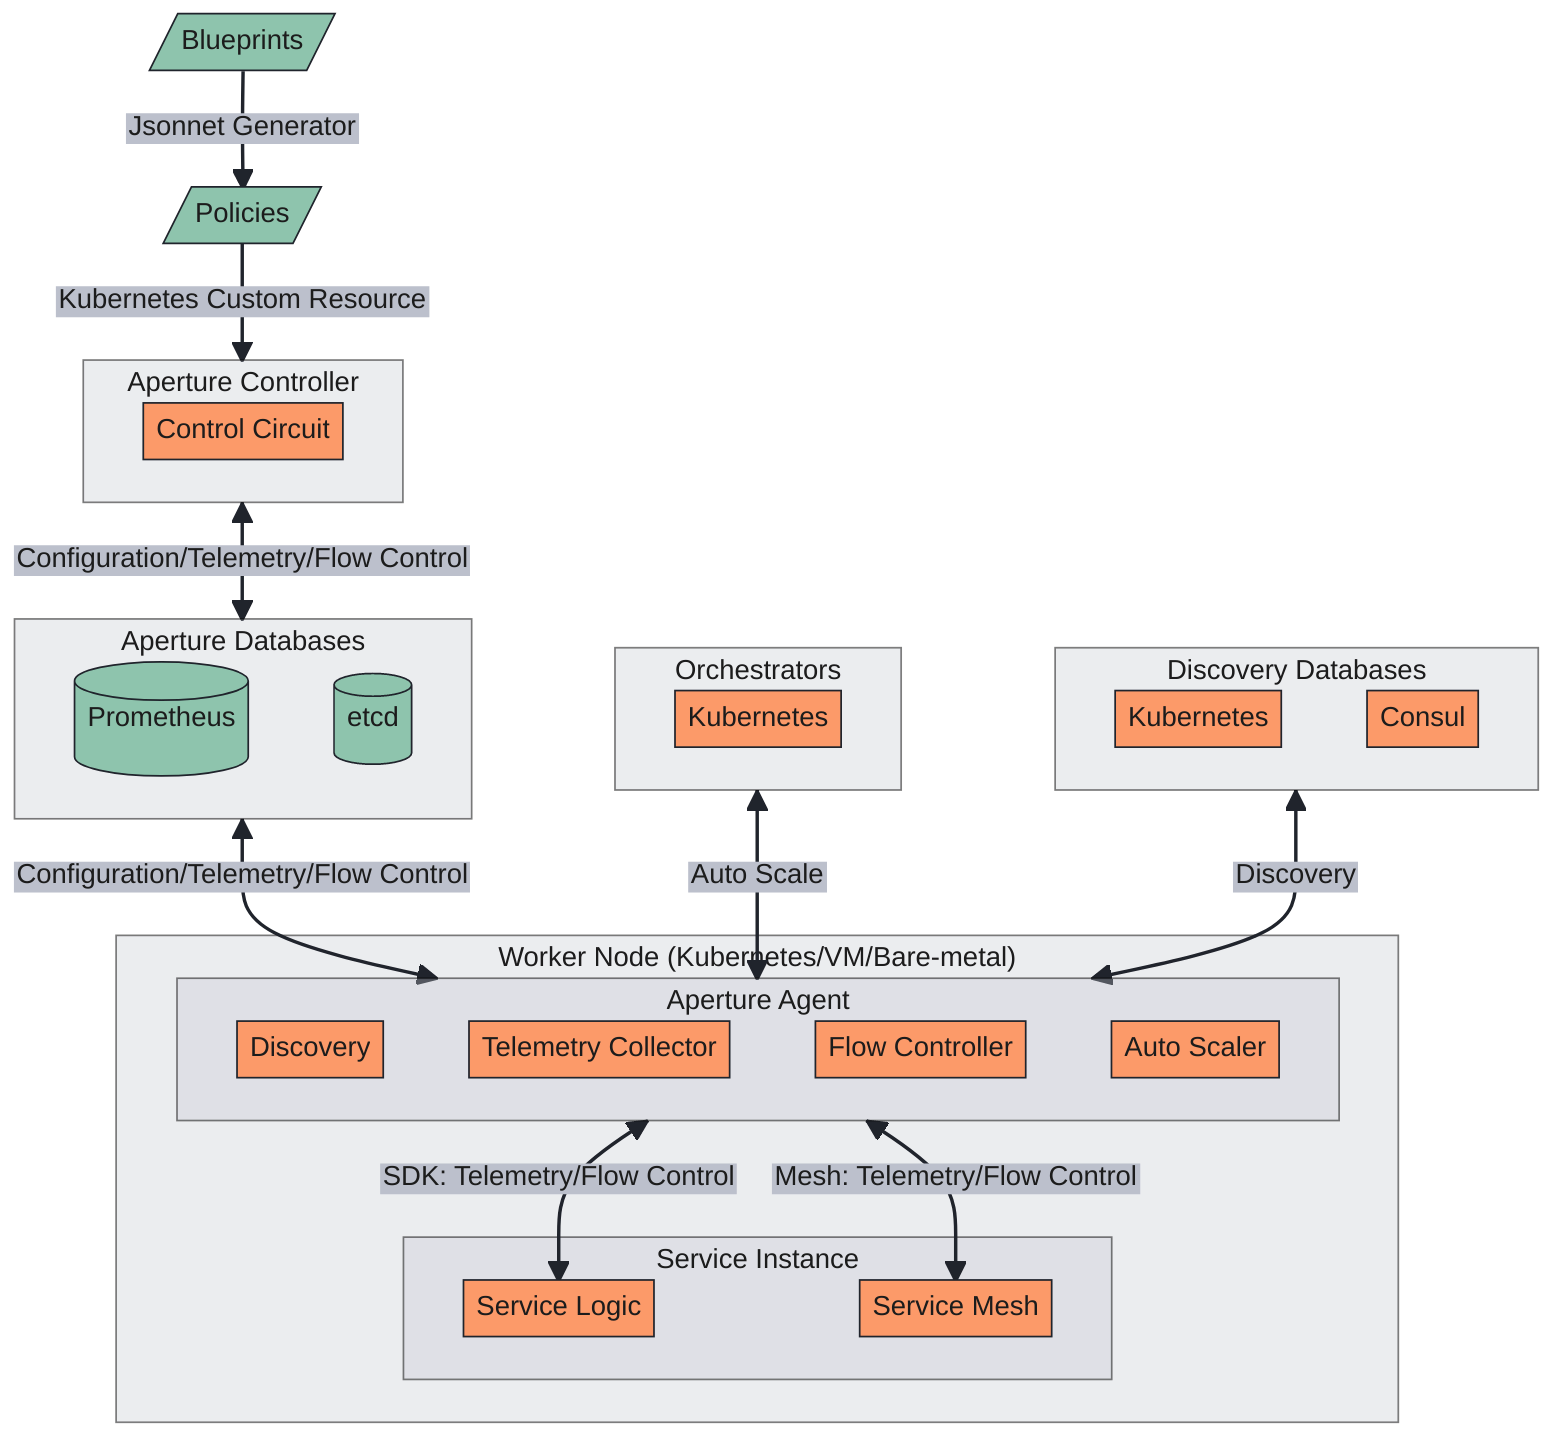 Blueprints
Jsonnet Generator
Policies
Kubernetes Custom Resource
Aperture Controller
Control Circuit
Configuration/Telemetry/Flow Control
Aperture Databases
Prometheus
etcd
Orchestrators
Kubernetes
Discovery Databases
Kubernetes
Consul
Configuration/Telemetry/Flow Control
Auto Scale
Discovery
Worker Node (Kubernetes/VM/Bare-metal)
Aperture Agent
Discovery
Telemetry Collector
Flow Controller
Auto Scaler
SDK: Telemetry/Flow Control
Mesh: Telemetry/Flow Control
Service Instance
Service Logic
Service Mesh